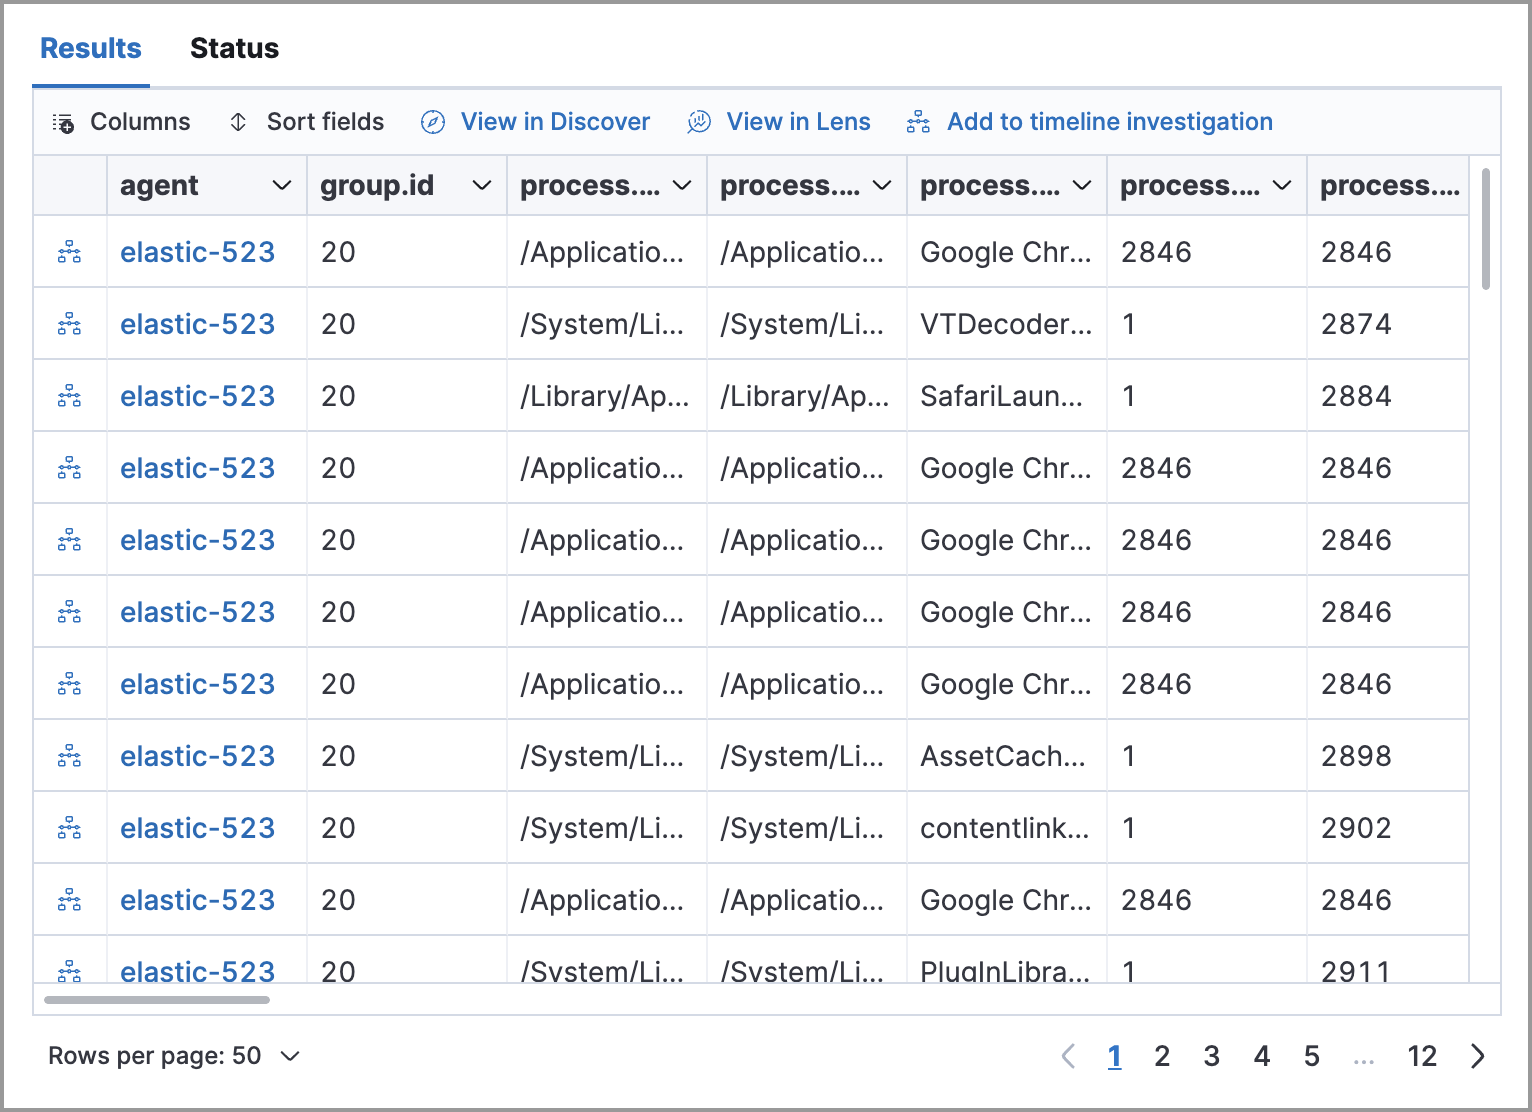 Results Status
Columns Sort fields View in Discover View in Lens Add to timeline investigation
agent group.id process.... process.... process.... process.... process....
elastic-523 20 /Applicatio... /Applicatio... Google Chr... 2846 2846
elastic-523 20 /System/Li... /System/Li... VTDecoder... 1 2874
elastic-523 20 /Library/Ap... /Library/Ap... SafariLaun... 1 2884
elastic-523 20 /Applicatio... /Applicatio... Google Chr... 2846 2846
elastic-523 20 /Applicatio... /Applicatio... Google Chr... 2846 2846
elastic-523 20 /Applicatio... /Applicatio... Google Chr... 2846 2846
elastic-523 20 /Applicatio... /Applicatio... Google Chr... 2846 2846
elastic-523 20 /System/Li... /System/Li... AssetCach... 1 2898
elastic-523 20 /System/Li... /System/Li... contentlink... 1 2902
elastic-523 20 /Applicatio... /Applicatio... Google Chr... 2846 2846
elastic-523 20 /System/Li... /System/Li... PlugInLibra... 1 2911
Rows per page: 50 1 2 3 4 5 ... 12